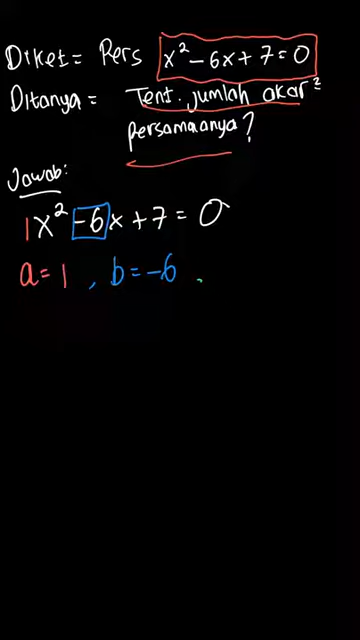 Diket = Pers x² - 6x + 7 = 0
Ditanya = Tent. jumlah akar²
persamaanya?
Jawab:
1x² - 6x + 7 = 0
a = 1 , b = -6 ,